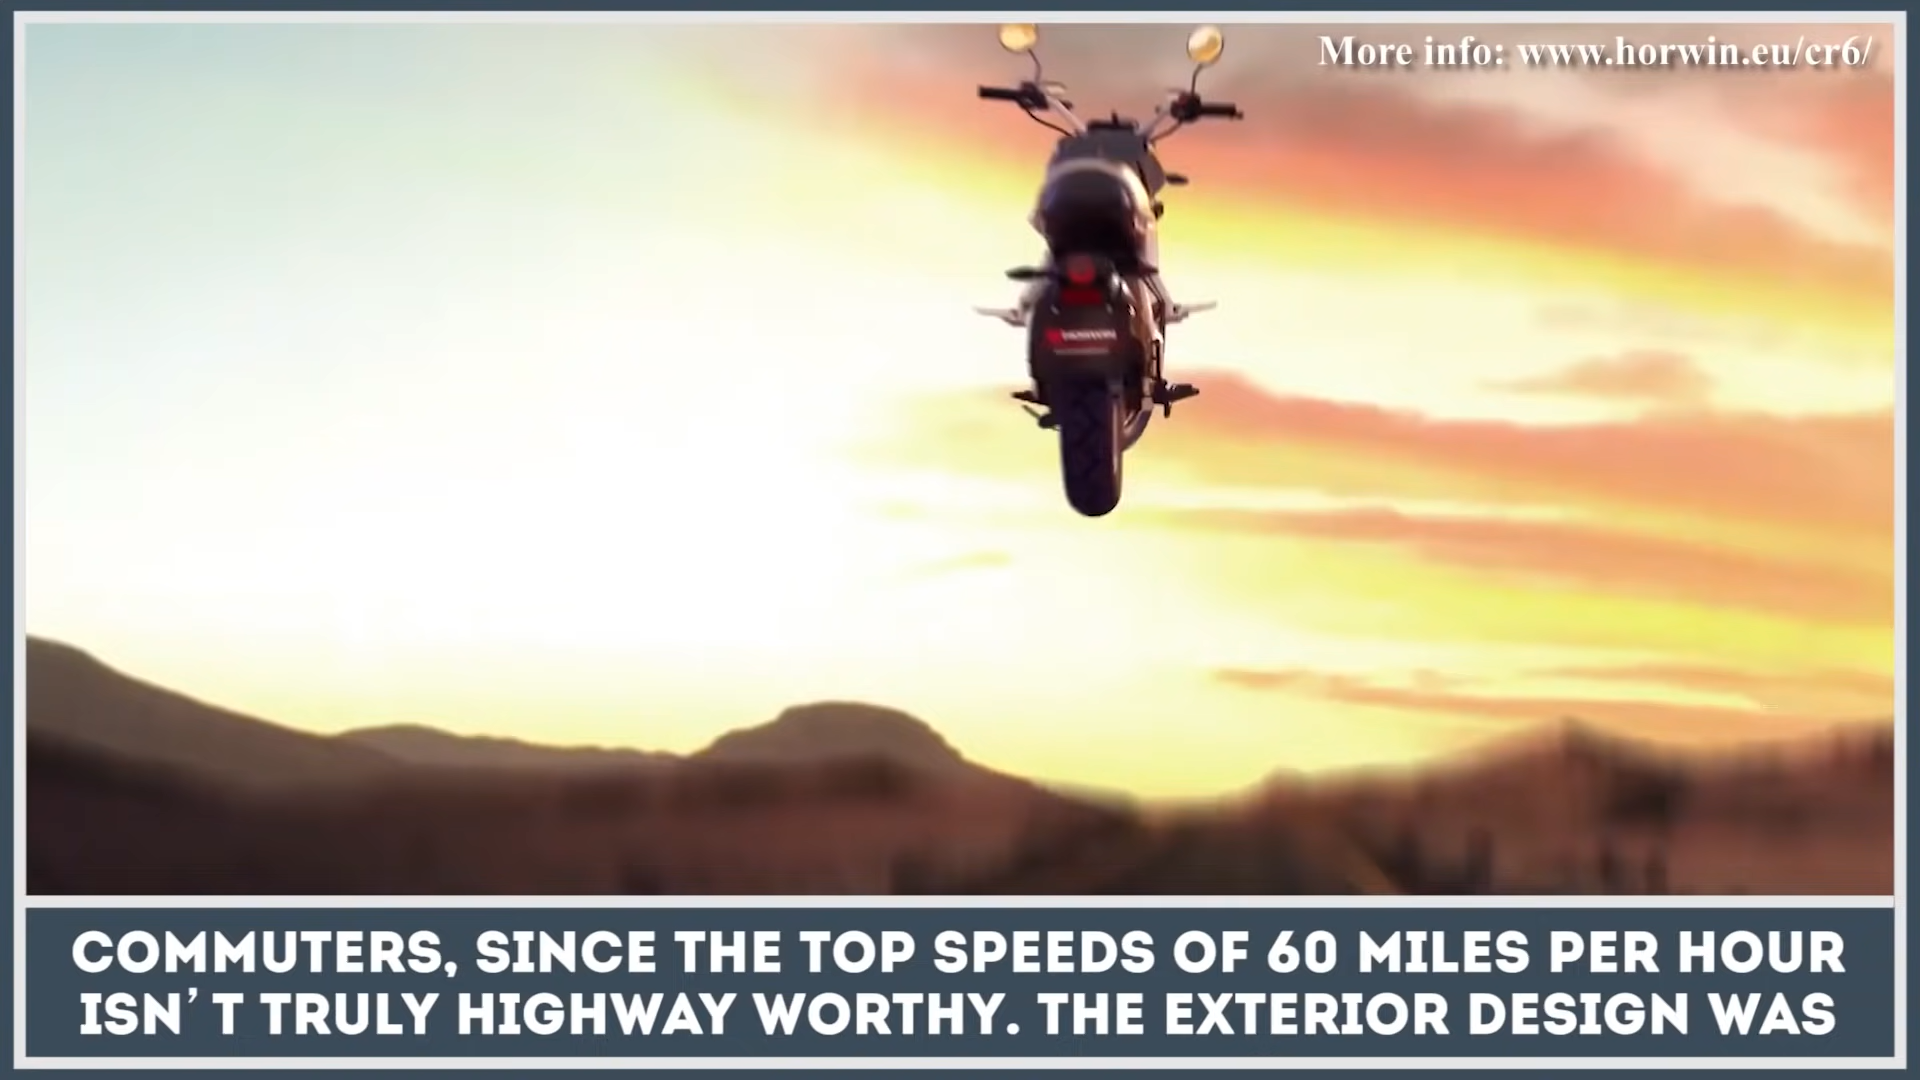 More info: www.horwin.eu/cr6/
HORWIN
COMMUTERS, SINCE THE TOP SPEEDS OF 60 MILES PER HOUR
ISN'T TRULY HIGHWAY WORTHY. THE EXTERIOR DESIGN WAS